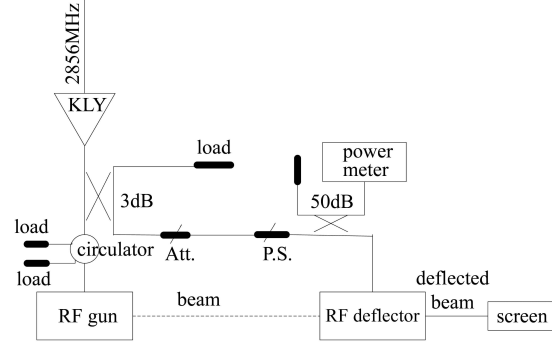 2856MHz
KLY
load
3dB
power
meter
50dB
load
circulator
Att.
P.S.
load
RF gun
beam
RF deflector
deflected
beam
screen